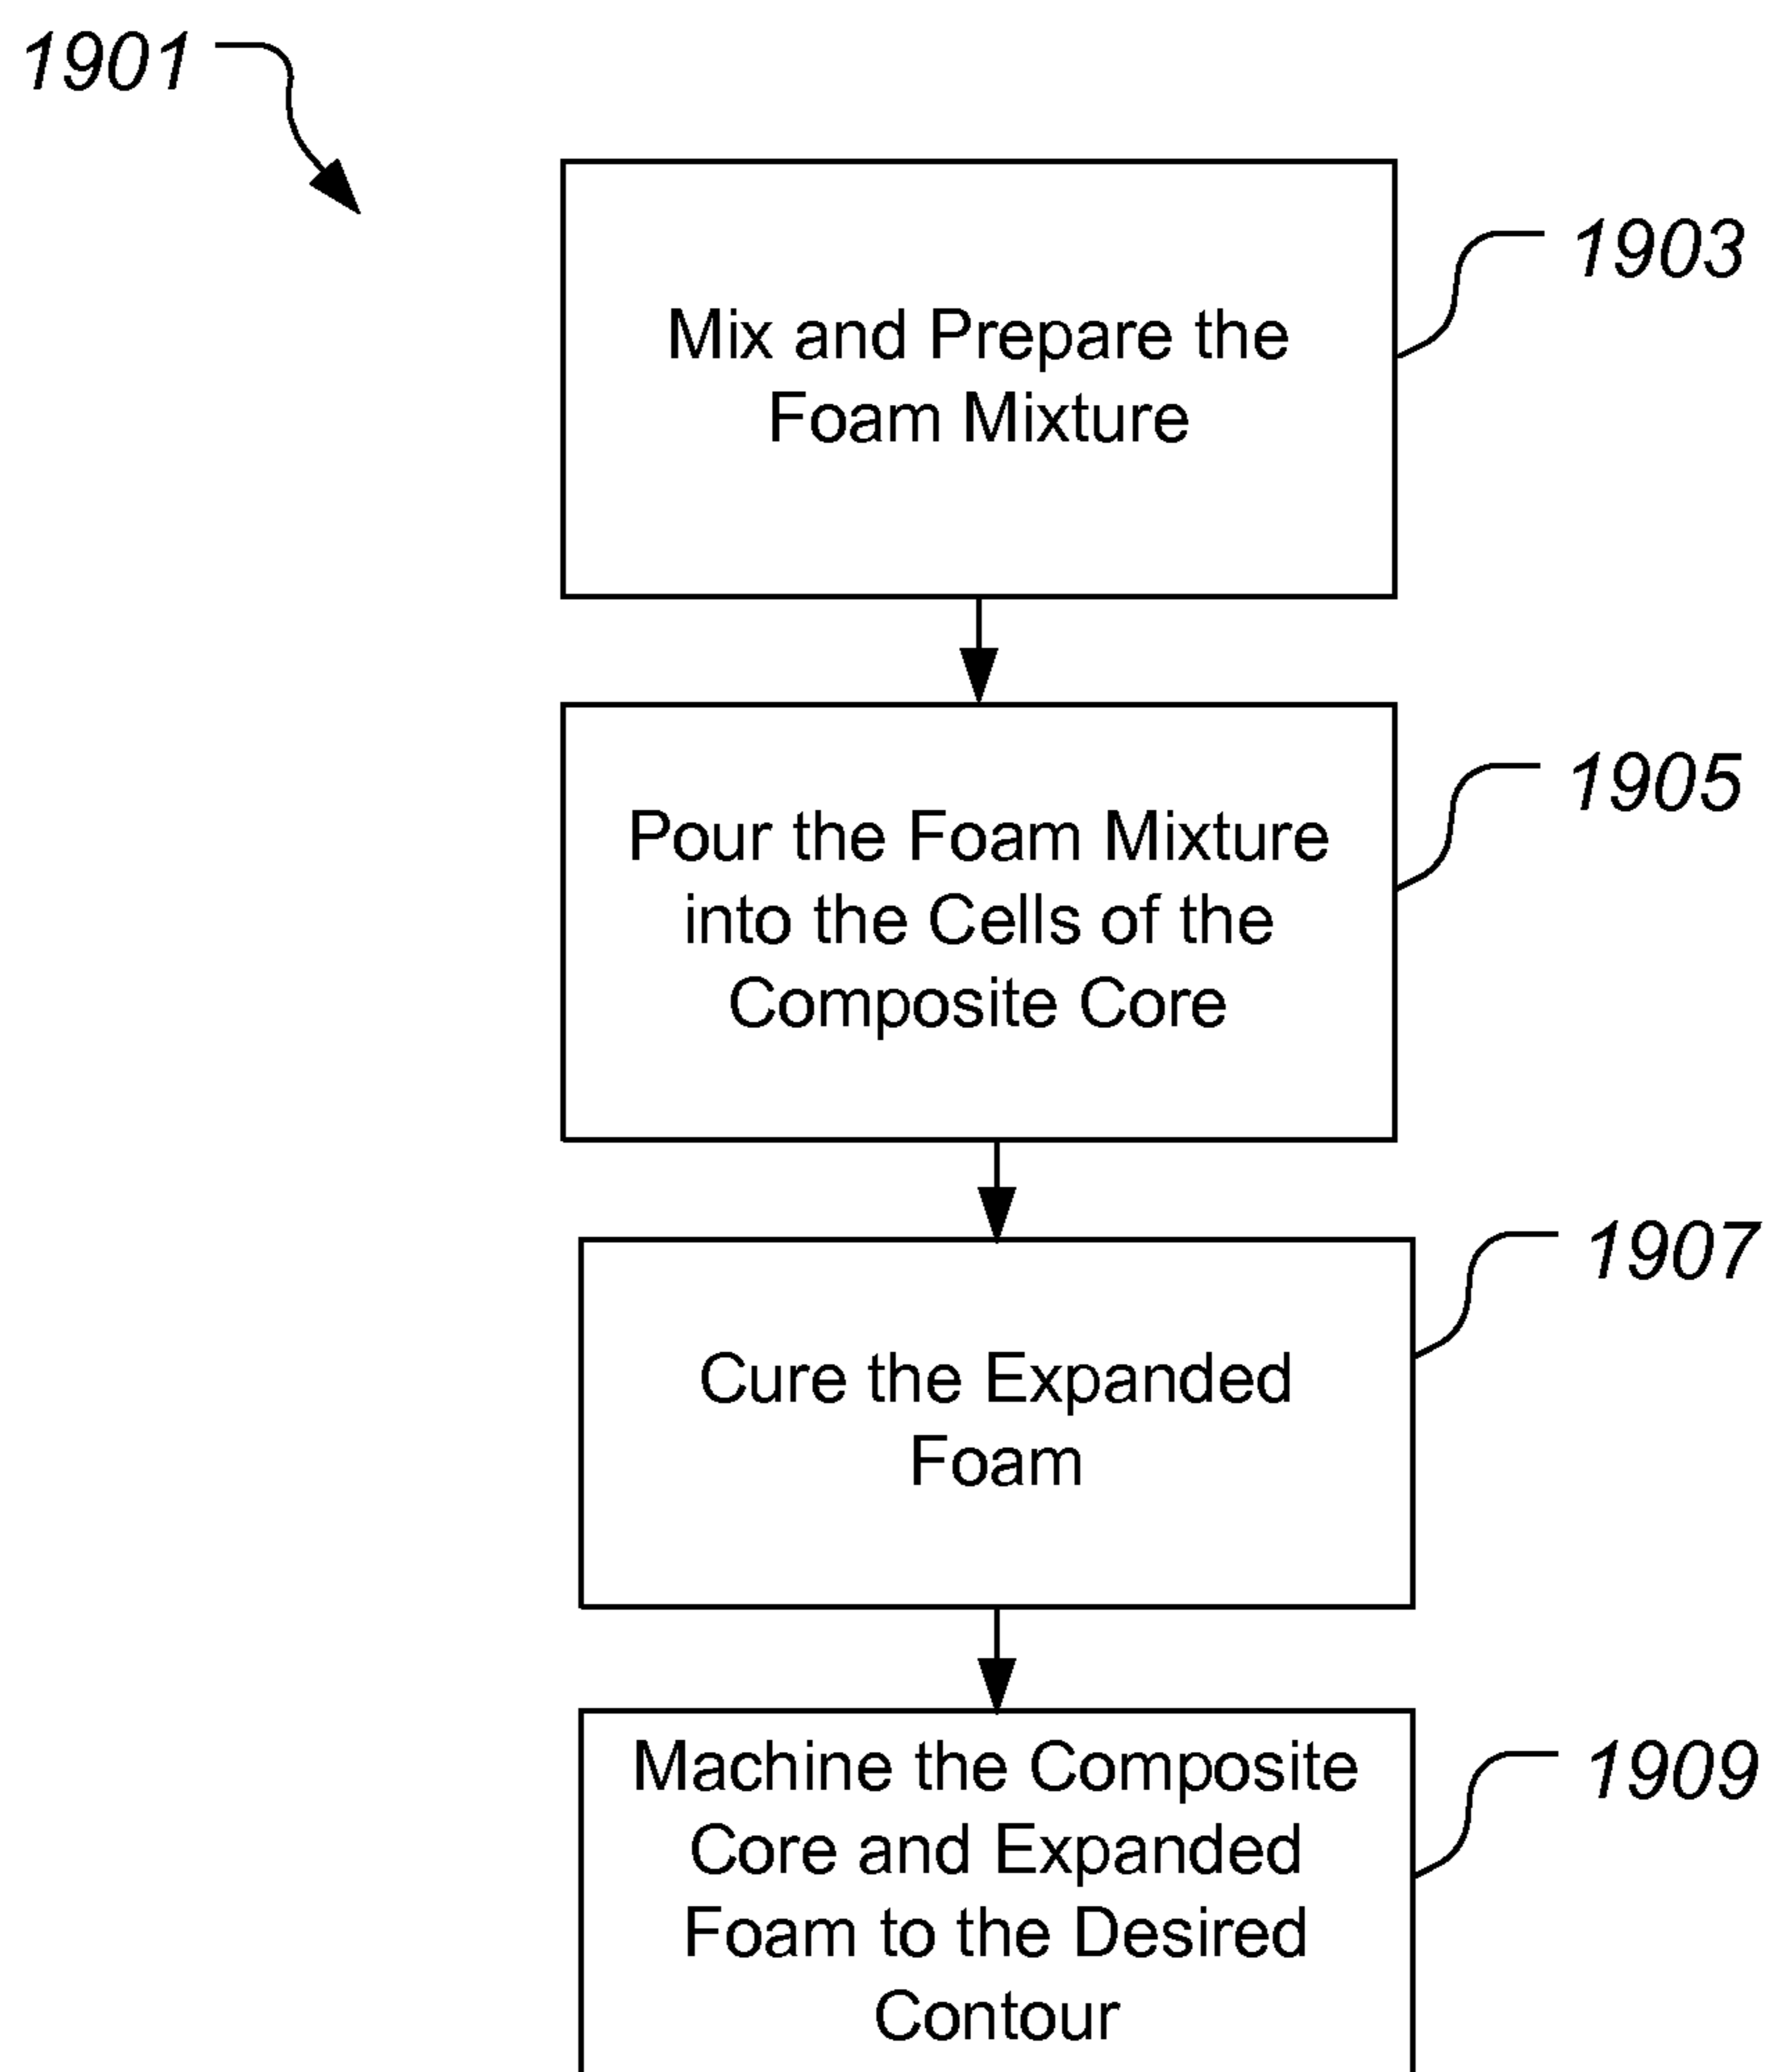 1901
1903
Mix and Prepare the
Foam Mixture
1905
Pour the Foam Mixture
into the Cells of the
Composite Core
1907
Cure the Expanded
Foam
1909
Machine the Composite
Core and Expanded
Foam to the Desired
Contour